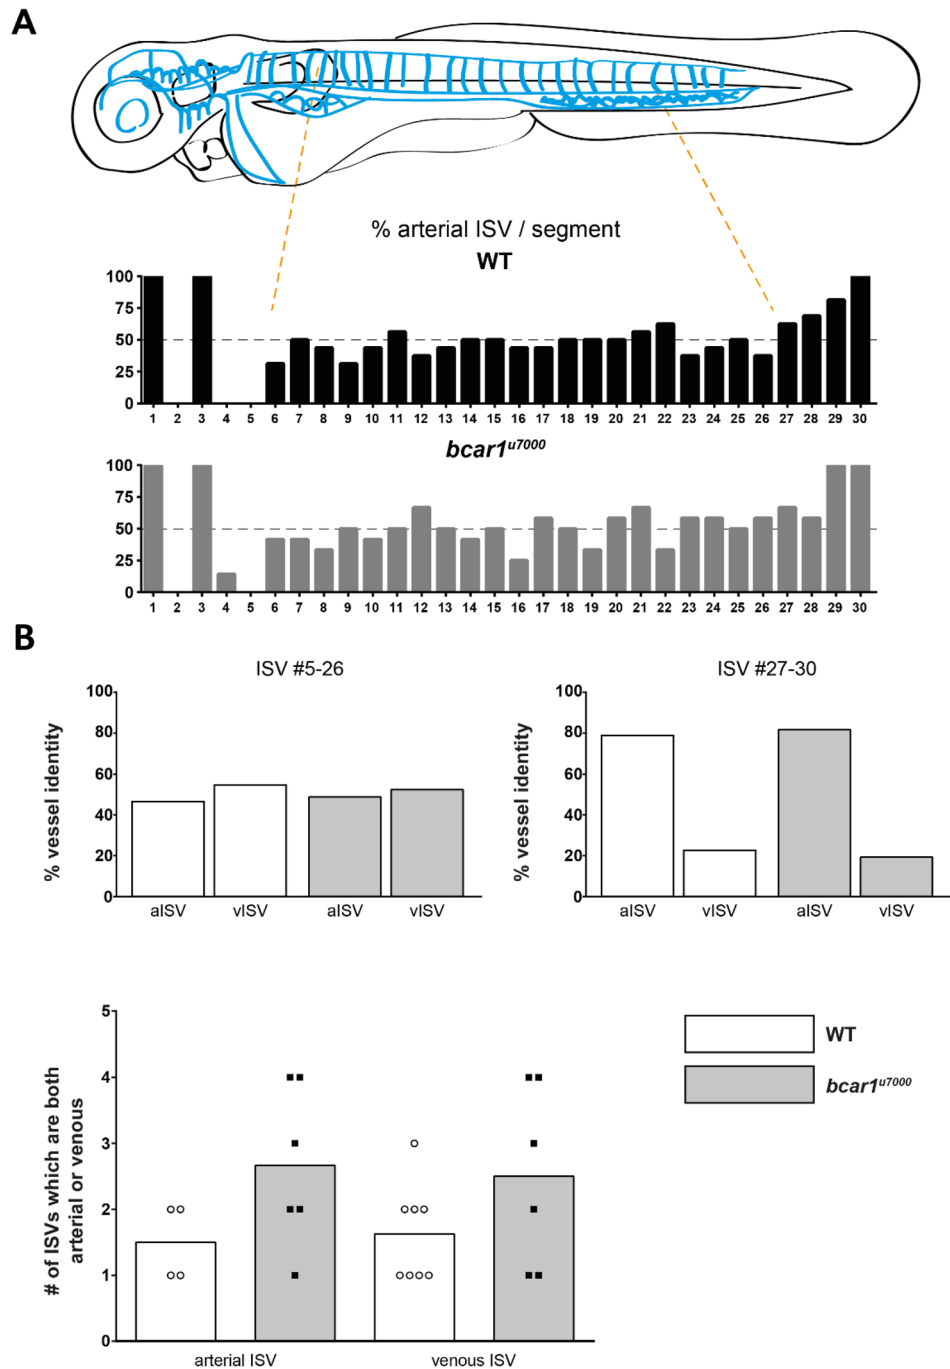 A
% arterial ISV / segment
WT
100
75
50
25
0
1 2 3 4 5 6 7 8 9 10 11 12 13 14 15 16 17 18 19 20 21 22 23 24 25 26 27 28 29 30
bcar1u7000
100
75
50
25
0
1 2 3 4 5 6 7 8 9 10 11 12 13 14 15 16 17 18 19 20 21 22 23 24 25 26 27 28 29 30
B
ISV #5-26
% vessel identity
100
80
60
40
20
0
aISV vISV aISV vISV
ISV #27-30
% vessel identity
100
80
60
40
20
0
aISV vISV aISV vISV
# of ISVs which are both
arterial or venous
5
4
3
2
1
0
arterial ISV venous ISV
WT
bcar1u7000